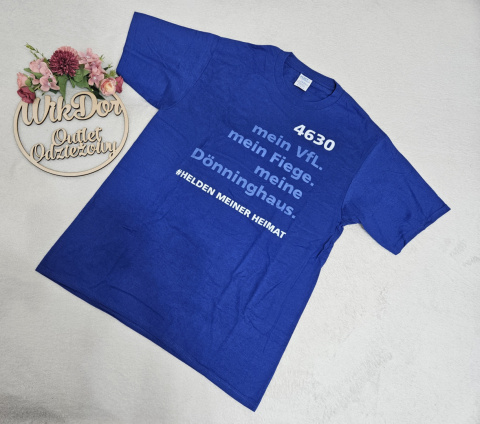 WikDor
Outlet
Odzieżowy
4630
mein VfL.
mein Fiege.
meine
Dönninghaus.
#HELDEN MEINER HEIMAT